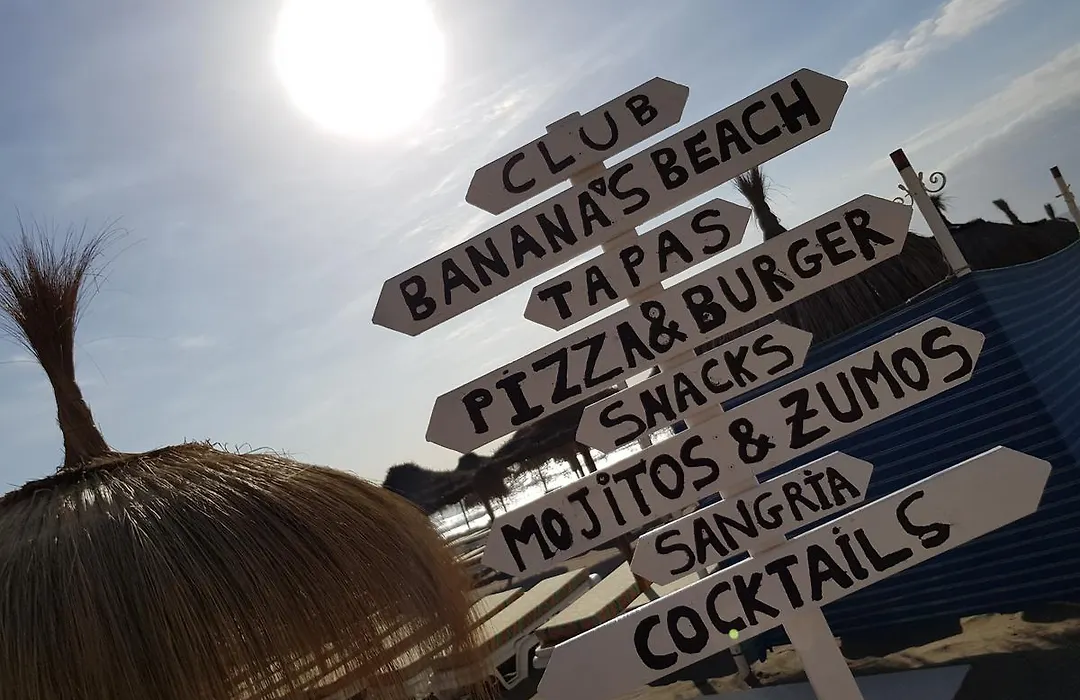 CLUB
BANANA'S BEACH
TAPAS
PIZZA & BURGER
SNACKS
MOJITOS & ZUMOS
SANGRIA
COCKTAILS